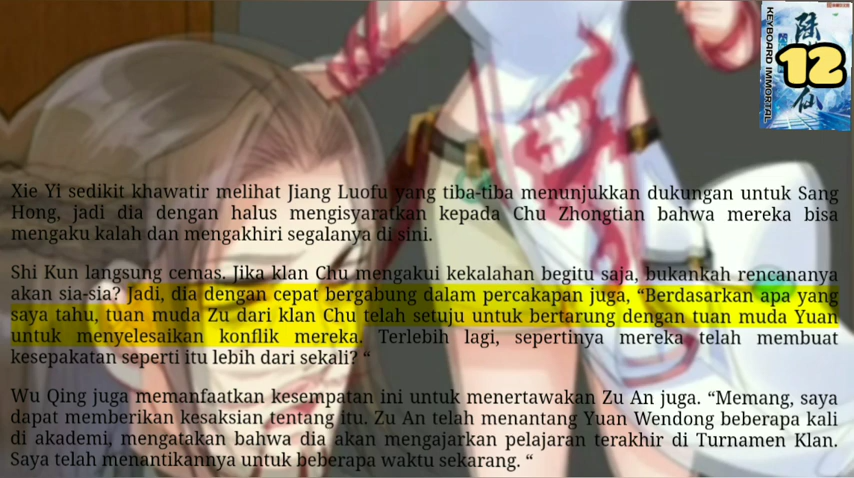 KEYBOARD IMMORTAL
12
Xie Yi sedikit khawatir melihat Jiang Luofu yang tiba-tiba menunjukkan dukungan untuk Sang
Hong, jadi dia dengan halus mengisyaratkan kepada Chu Zhongtian bahwa mereka bisa
mengaku kalah dan mengakhiri segalanya di sini.
Shi Kun langsung cemas. Jika klan Chu mengakui kekalahan begitu saja, bukankah rencananya
akan sia-sia? Jadi, dia dengan cepat bergabung dalam percakapan juga, “Berdasarkan apa yang
saya tahu, tuan muda Zu dari klan Chu telah setuju untuk bertarung dengan tuan muda Yuan
untuk menyelesaikan konflik mereka. Terlebih lagi, sepertinya mereka telah membuat
kesepakatan seperti itu lebih dari sekali? “
Wu Qing juga memanfaatkan kesempatan ini untuk menertawakan Zu An juga. “Memang, saya
dapat memberikan kesaksian tentang itu. Zu An telah menantang Yuan Wendong beberapa kali
di akademi, mengatakan bahwa dia akan mengajarkan pelajaran terakhir di Turnamen Klan.
Saya telah menantikannya untuk beberapa waktu sekarang. “